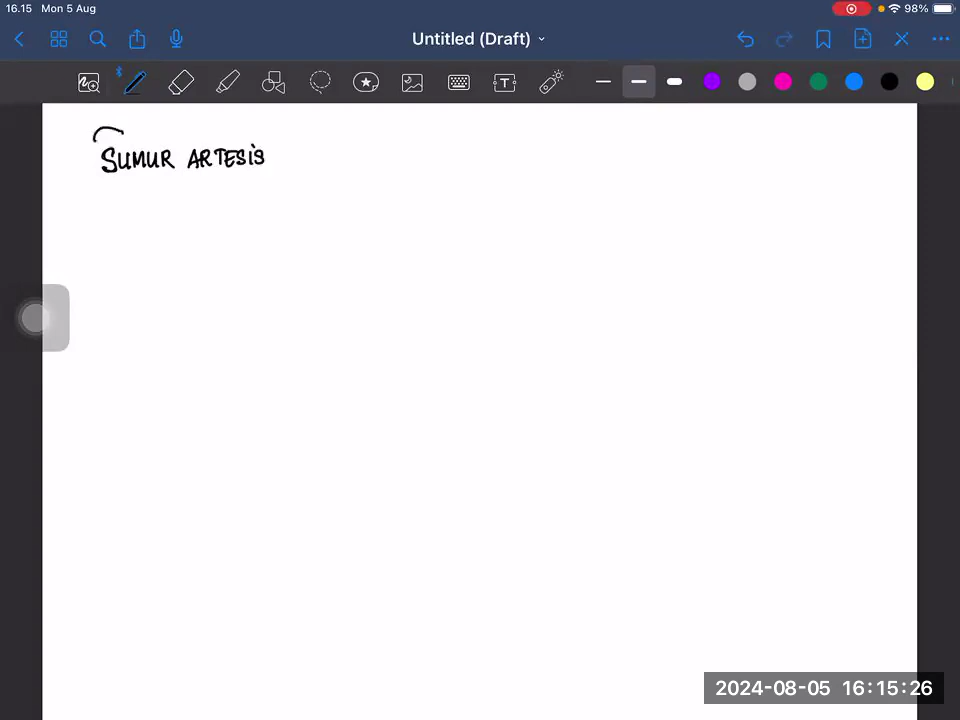 16.15 Mon 5 Aug
98%
Untitled (Draft)
T
SUMUR ARTESIS
2024-08-05 16:15:26